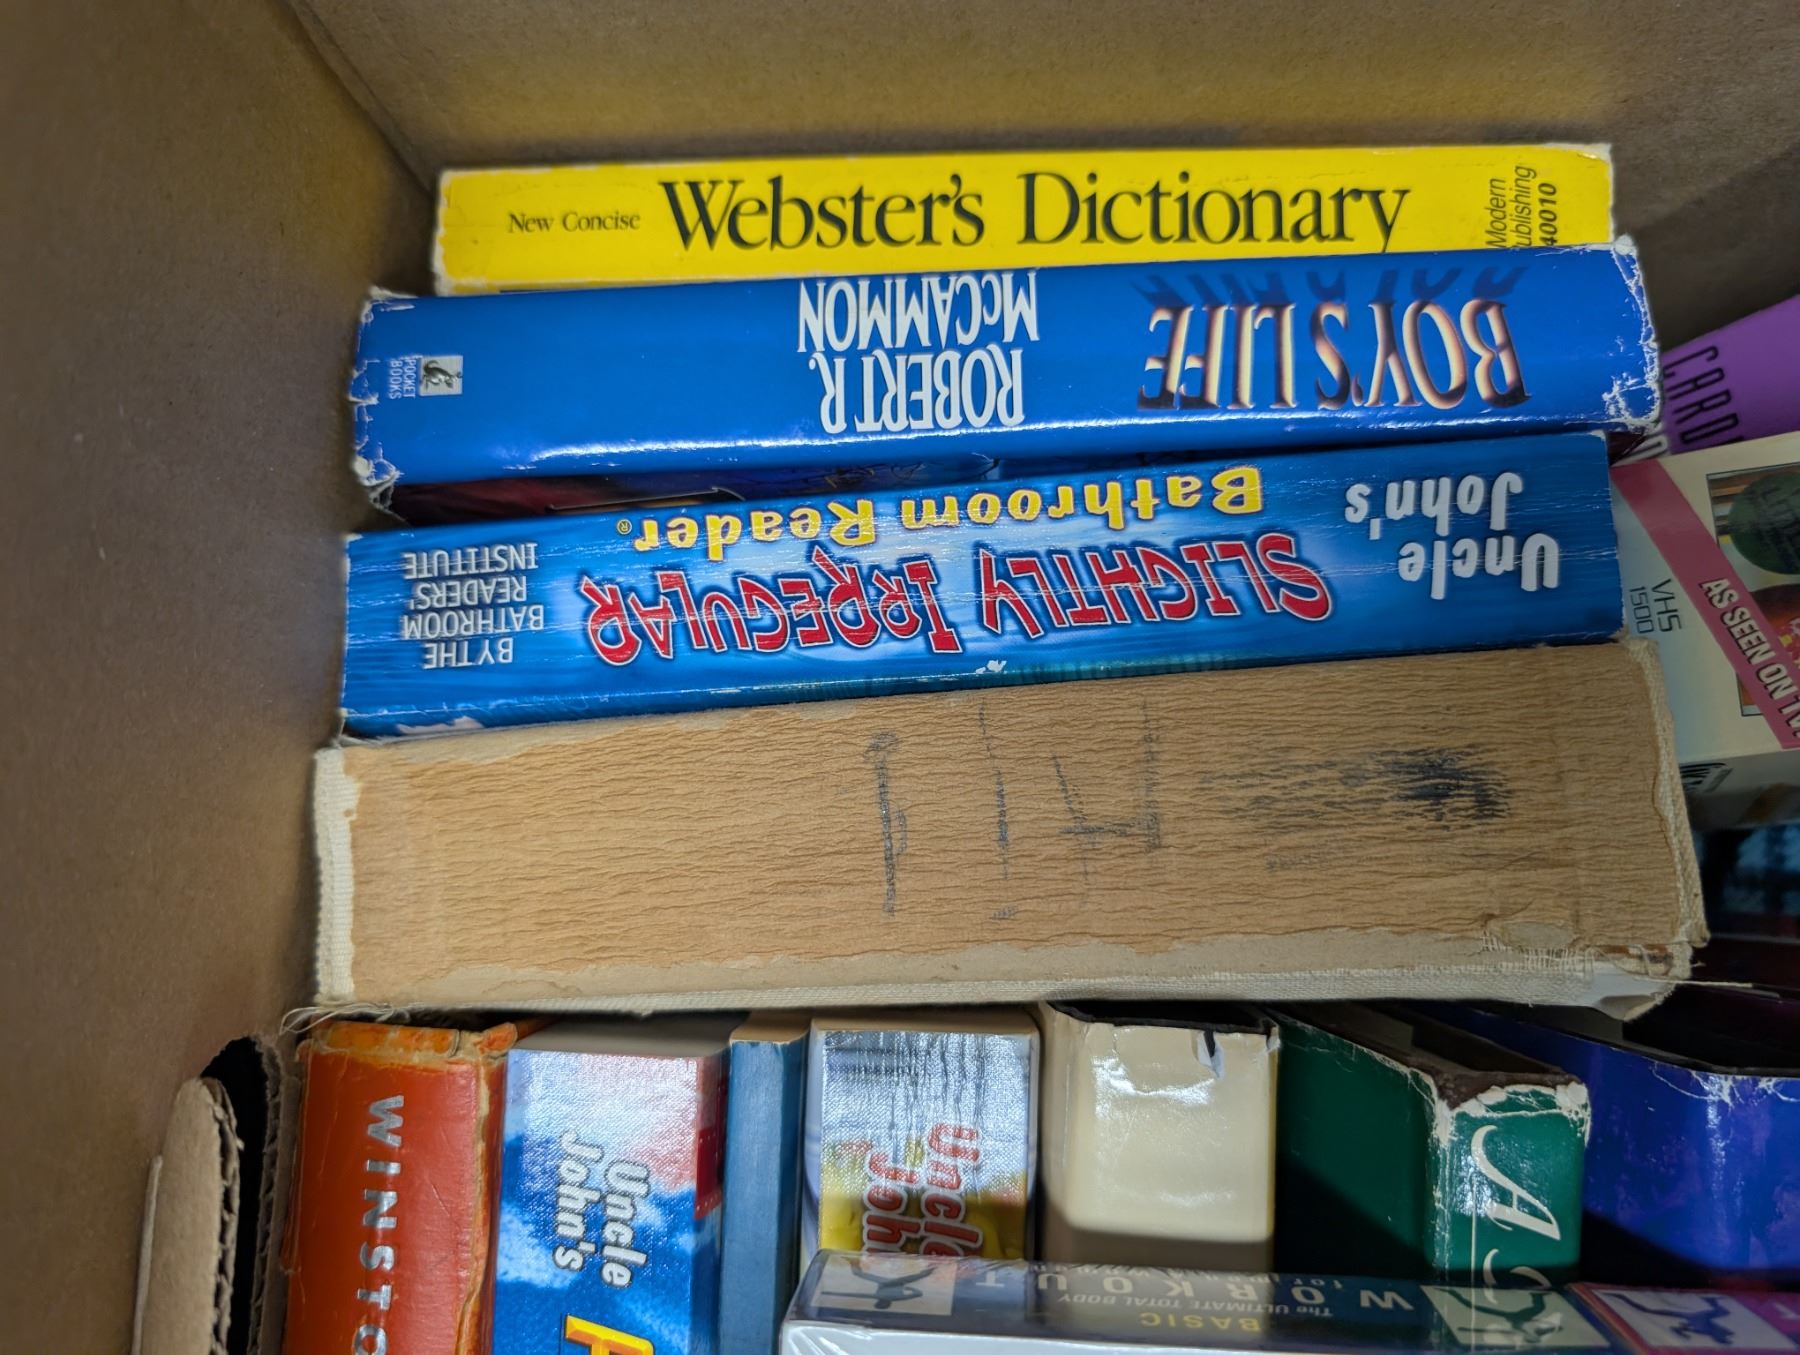 New Concise Webster's Dictionary
Modern
Publishing
40010
BOY'S LIFE
ROBERT R.
McCAMMON
POCKET
BOOKS
Uncle
John's
SLIGHTLY IRREGULAR
Bathroom Reader®
BY THE
BATHROOM
READERS'
INSTITUTE
VHS
1500
AS SEEN ON
WINSTO
Uncle
John's
Uncle
John
A
BASIC
The ULTIMATE TOTAL BODY
WORKOUT
CARD